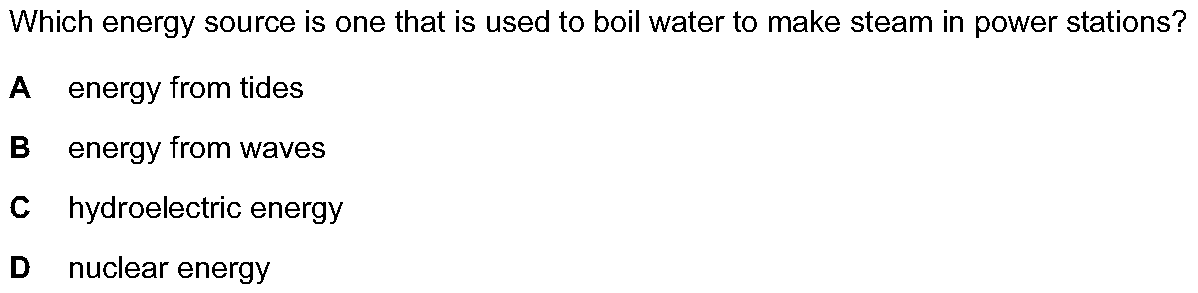 Which energy source is one that is used to boil water to make steam in power stations?
A energy from tides
B energy from waves
C hydroelectric energy
D nuclear energy